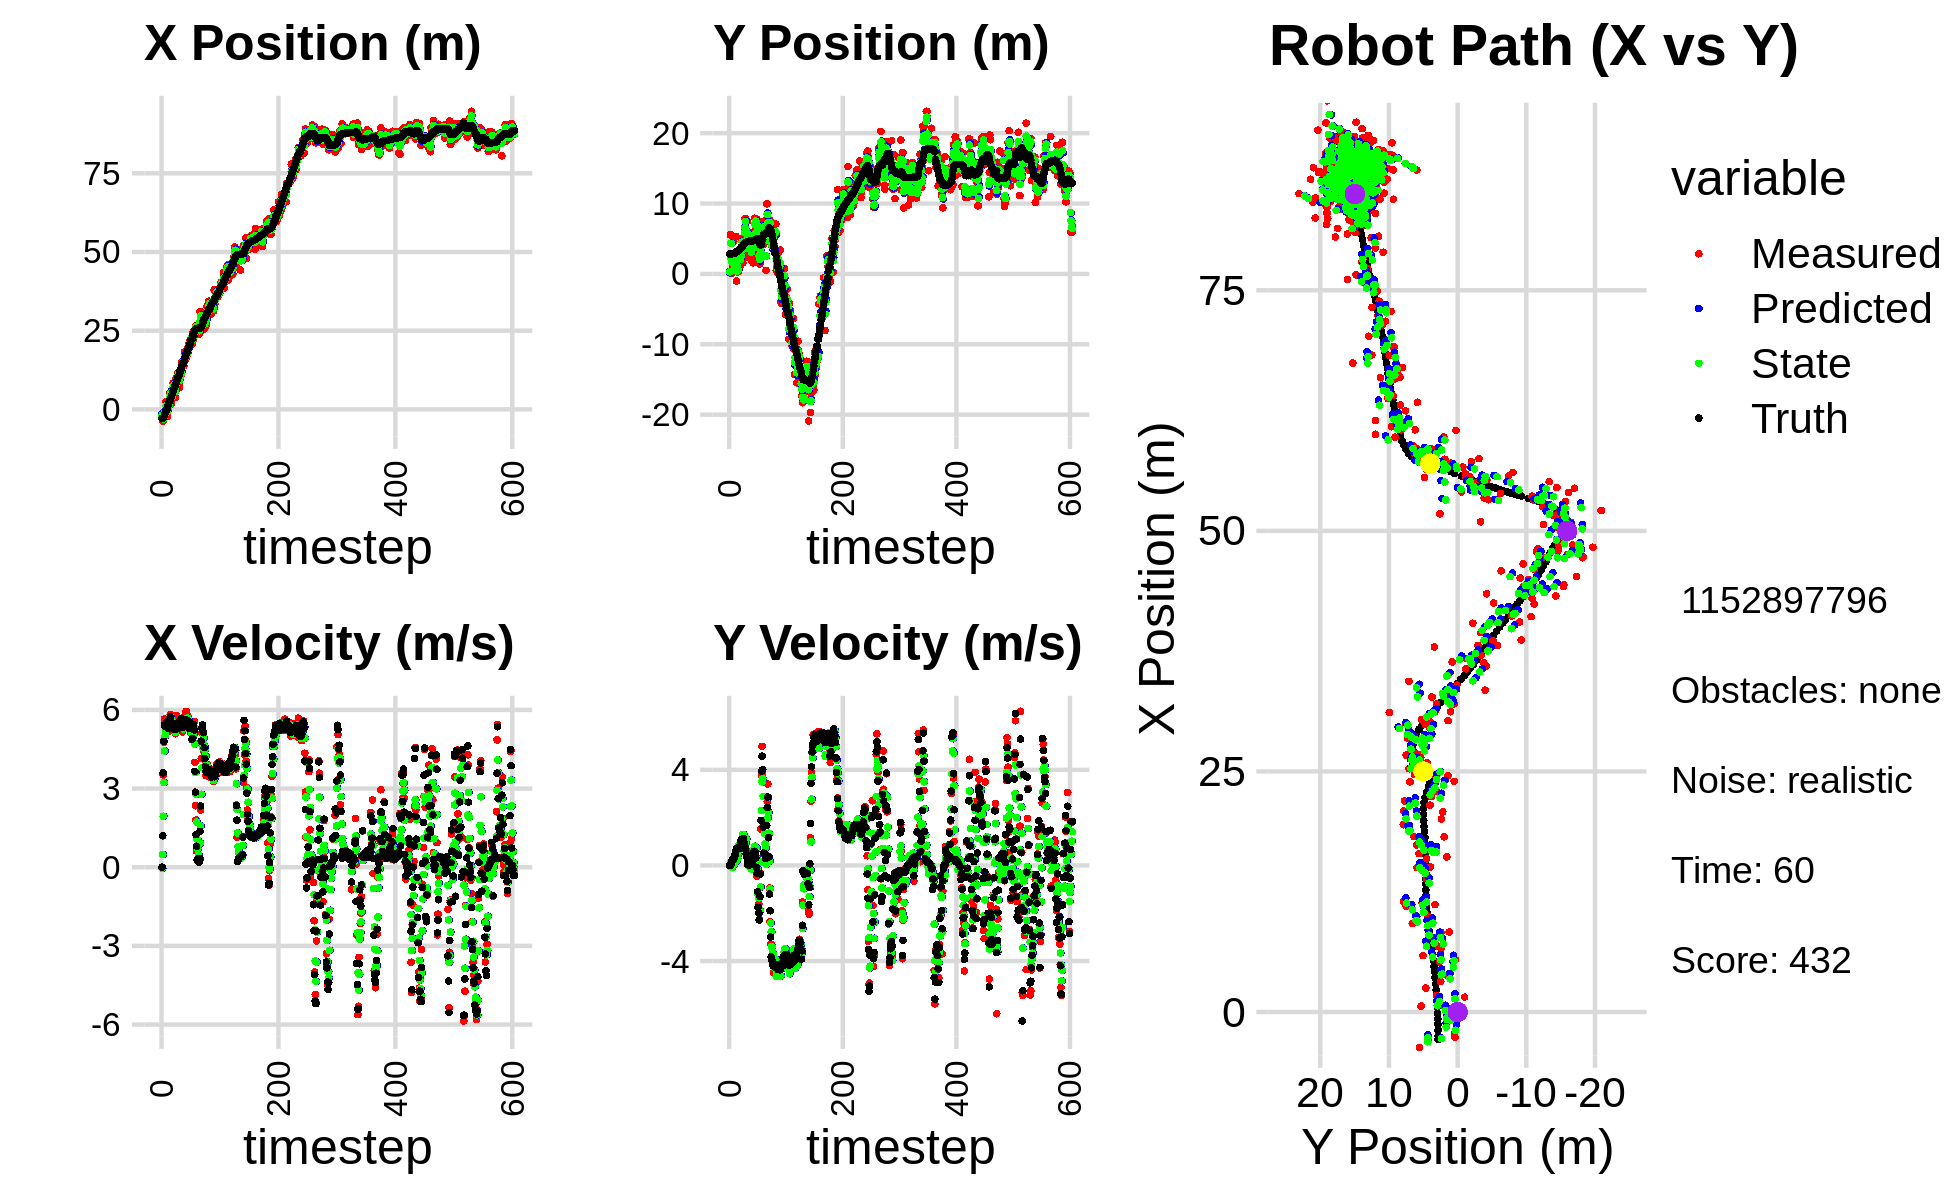 X Position (m)
75
50
25
0
0
200
400
600
timestep
Y Position (m)
20
10
0
-10
-20
0
200
400
600
timestep
X Velocity (m/s)
6
3
0
-3
-6
0
200
400
600
timestep
Y Velocity (m/s)
4
0
-4
0
200
400
600
timestep
Robot Path (X vs Y)
X Position (m)
75
50
25
0
20 10 0 -10 -20
Y Position (m)
variable
Measured
Predicted
State
Truth
1152897796
Obstacles: none
Noise: realistic
Time: 60
Score: 432